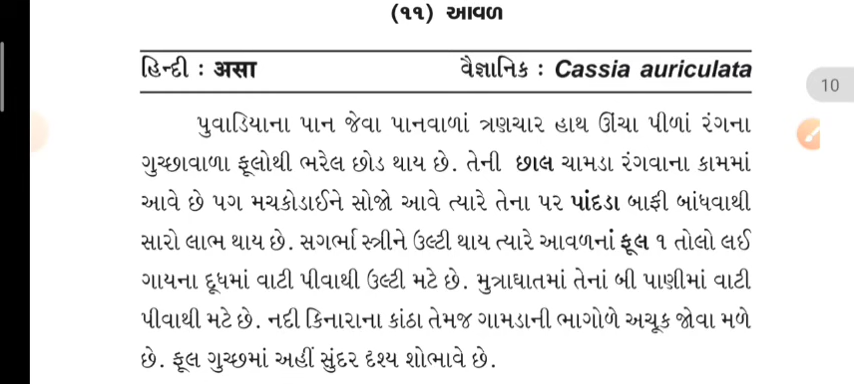 (૧૧) આવળ
હિન્દી : असा વૈજ્ઞાનિક : Cassia auriculata
10
પુવાડિયાના પાન જેવા પાનવાળાં ત્રણચાર હાથ ઊંચા પીળાં રંગના
ગુચ્છાવાળા ફૂલોથી ભરેલ છોડ થાય છે. તેની છાલ ચામડા રંગવાના કામમાં
આવે છે પગ મચકોડાઈને સોજો આવે ત્યારે તેના પર પાંદડા બાફી બાંધવાથી
સારો લાભ થાય છે. સગર્ભા સ્ત્રીને ઉલ્ટી થાય ત્યારે આવળનાં ફૂલ ૧ તોલો લઈ
ગાયના દૂધમાં વાટી પીવાથી ઉલ્ટી મટે છે. મુત્રાઘાતમાં તેનાં બી પાણીમાં વાટી
પીવાથી મટે છે. નદી કિનારાના કાંઠા તેમજ ગામડાની ભાગોળે અચૂક જોવા મળે
છે. ફૂલ ગુચ્છમાં અહીં સુંદર દૃશ્ય શોભાવે છે.